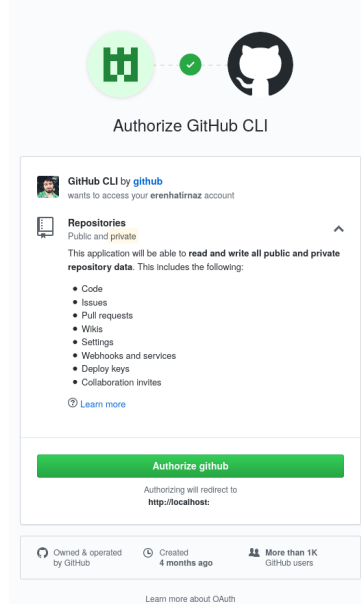 Authorize GitHub CLI
GitHub CLI by github
wants to access your erenhatirnaz account
Repositories
Public and private
This application will be able to read and write all public and private
repository data. This includes the following:
Code
Issues
Pull requests
Wikis
Settings
Webhooks and services
Deploy keys
Collaboration invites
Learn more
Authorize github
Authorizing will redirect to
http://localhost:
Owned & operated
by GitHub
Created
4 months ago
More than 1K
GitHub users
Learn more about OAuth